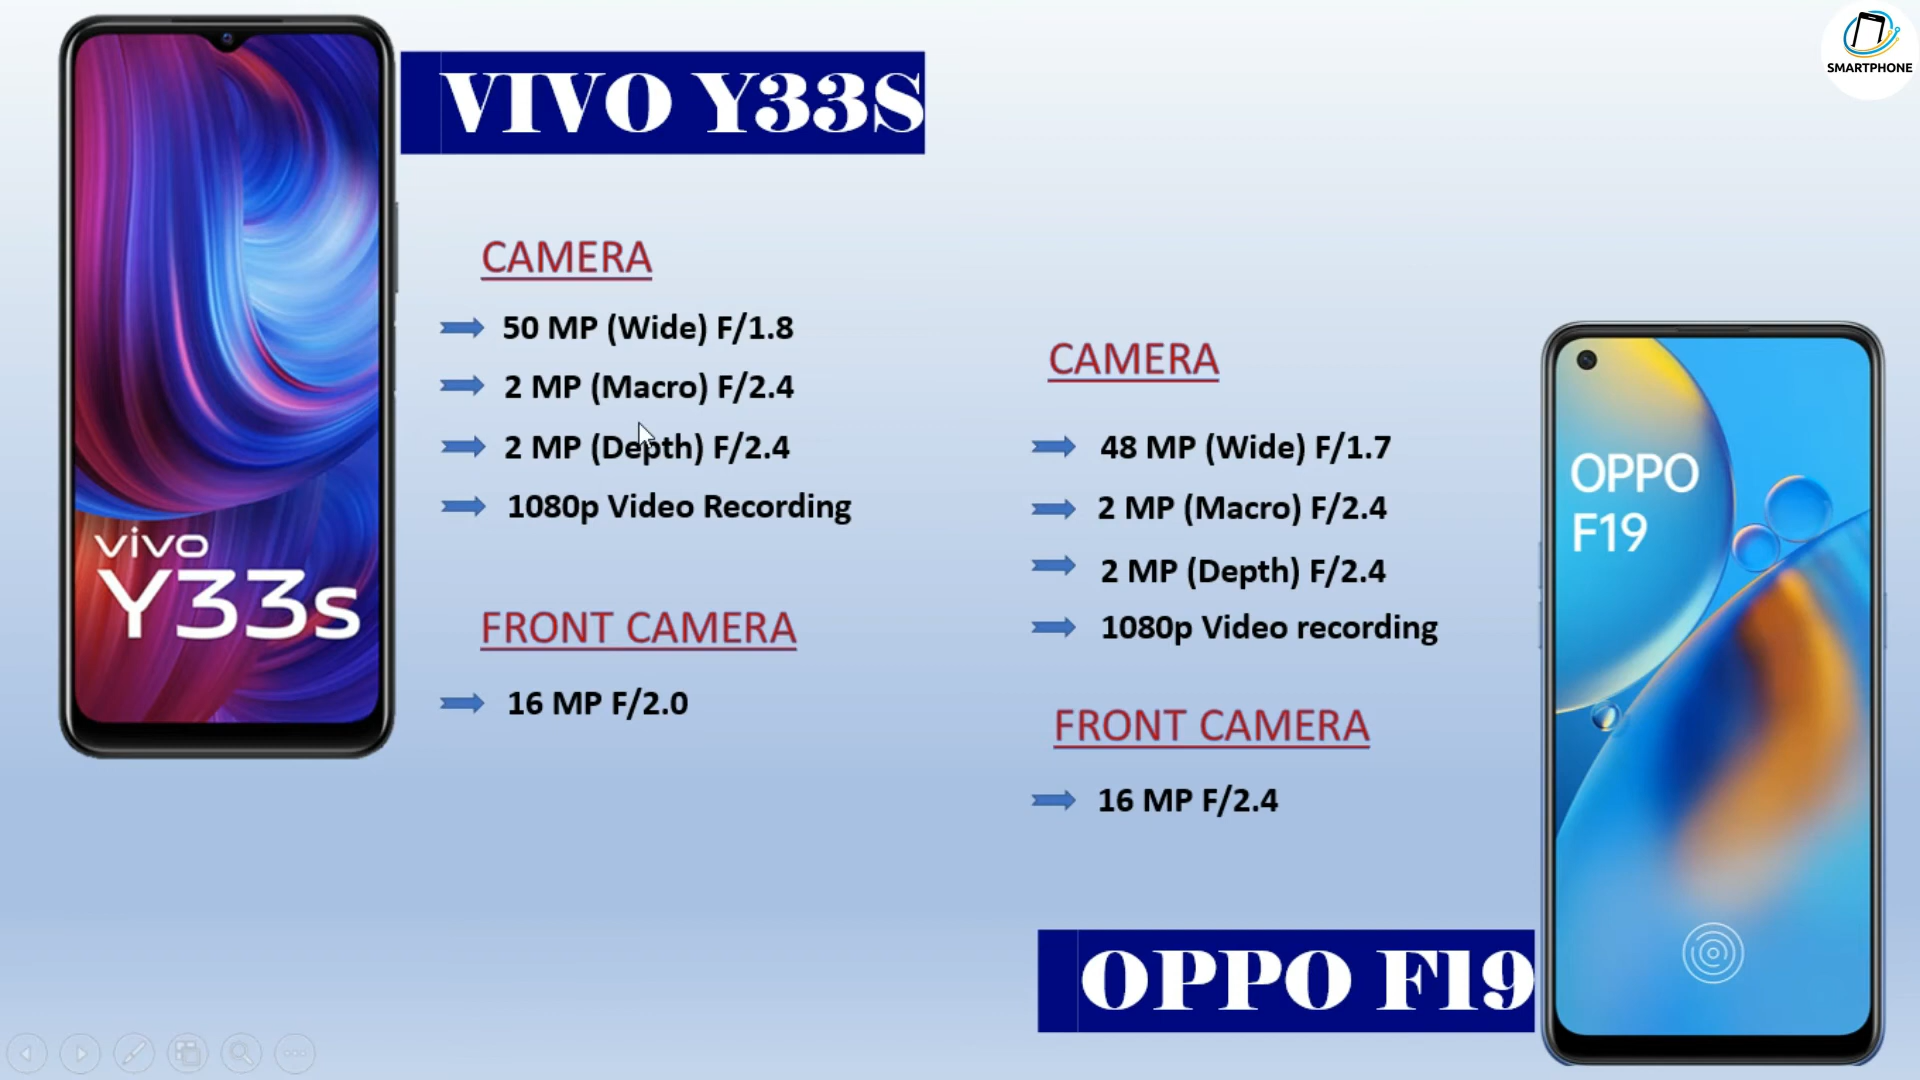 SMARTPHONE
VIVO Y33S
CAMERA
50 MP (Wide) F/1.8
2 MP (Macro) F/2.4
2 MP (Depth) F/2.4
1080p Video Recording
FRONT CAMERA
16 MP F/2.0
vivo
Y33s
CAMERA
48 MP (Wide) F/1.7
2 MP (Macro) F/2.4
2 MP (Depth) F/2.4
1080p Video recording
FRONT CAMERA
16 MP F/2.4
OPPO
F19
OPPO F19